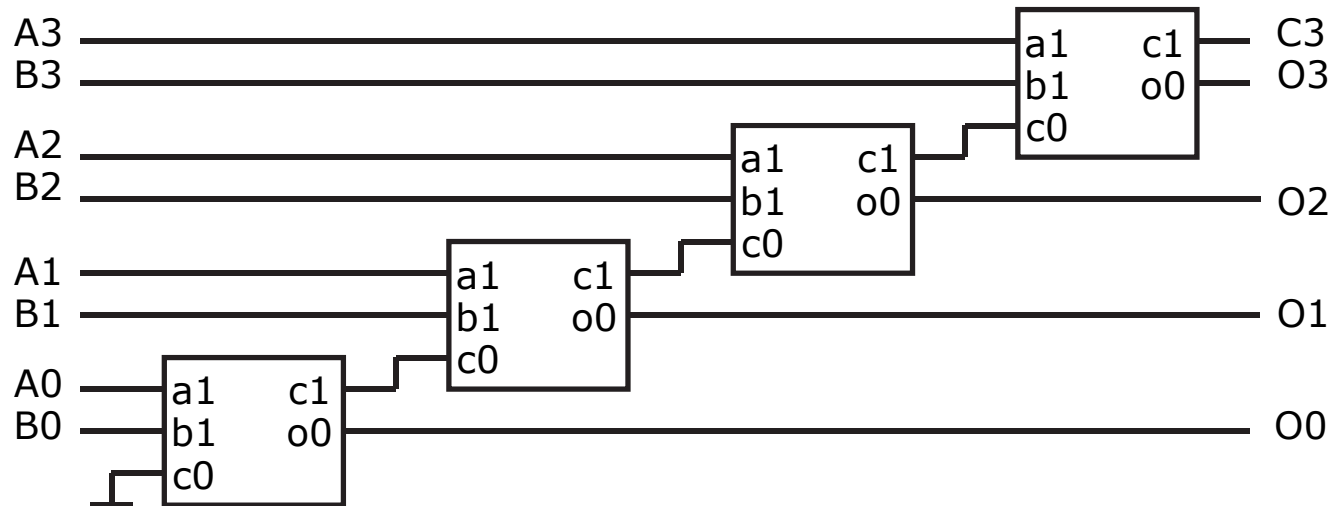 A3 a1 c1 C3
B3 b1 o0 O3
c0
A2 a1 c1
B2 b1 o0 O2
c0
A1 a1 c1
B1 b1 o0 O1
c0
A0 a1 c1
B0 b1 o0 O0
c0